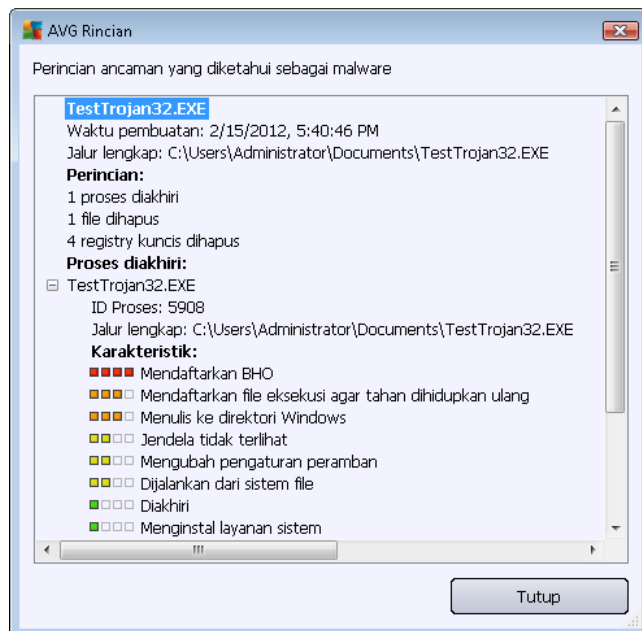 AVG Rincian
Perincian ancaman yang diketahui sebagai malware
TestTrojan32.EXE
Waktu pembuatan: 2/15/2012, 5:40:46 PM
Jalur lengkap: C:\Users\Administrator\Documents\TestTrojan32.EXE
Perincian:
1 proses diakhiri
1 file dihapus
4 registry kuncis dihapus
Proses diakhiri:
TestTrojan32.EXE
ID Proses: 5908
Jalur lengkap: C:\Users\Administrator\Documents\TestTrojan32.EXE
Karakteristik:
Mendaftarkan BHO
Mendaftarkan file eksekusi agar tahan dihidupkan ulang
Menulis ke direktori Windows
Jendela tidak terlihat
Mengubah pengaturan peramban
Dijalankan dari sistem file
Diakhiri
Menginstal layanan sistem
Tutup